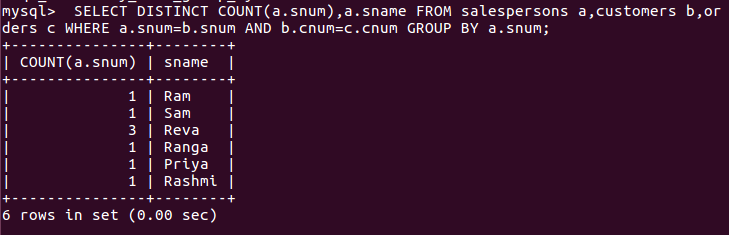 mysql>  SELECT DISTINCT COUNT(a.snum),a.sname FROM salespersons a,customers b,or
ders c WHERE a.snum=b.snum AND b.cnum=c.cnum GROUP BY a.snum;
+---------------+--------+
| COUNT(a.snum) | sname  |
+---------------+--------+
|             1 | Ram    |
|             1 | Sam    |
|             3 | Reva   |
|             1 | Ranga  |
|             1 | Priya  |
|             1 | Rashmi |
+---------------+--------+
6 rows in set (0.00 sec)